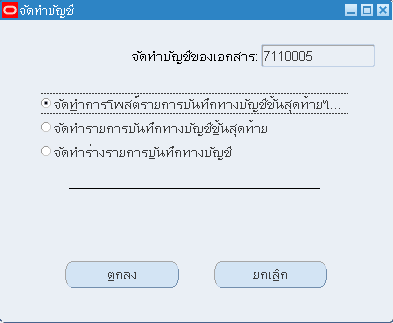 จัดทำบัญชี
จัดทำบัญชีของเอกสาร: 7110005
จัดทำการโพสต์รายการบันทึกทางบัญชีขั้นสุดท้ายฯ...
จัดทำรายการบันทึกทางบัญชีขั้นสุดท้าย
จัดทำร่างรายการบันทึกทางบัญชี
ตกลง ยกเลิก